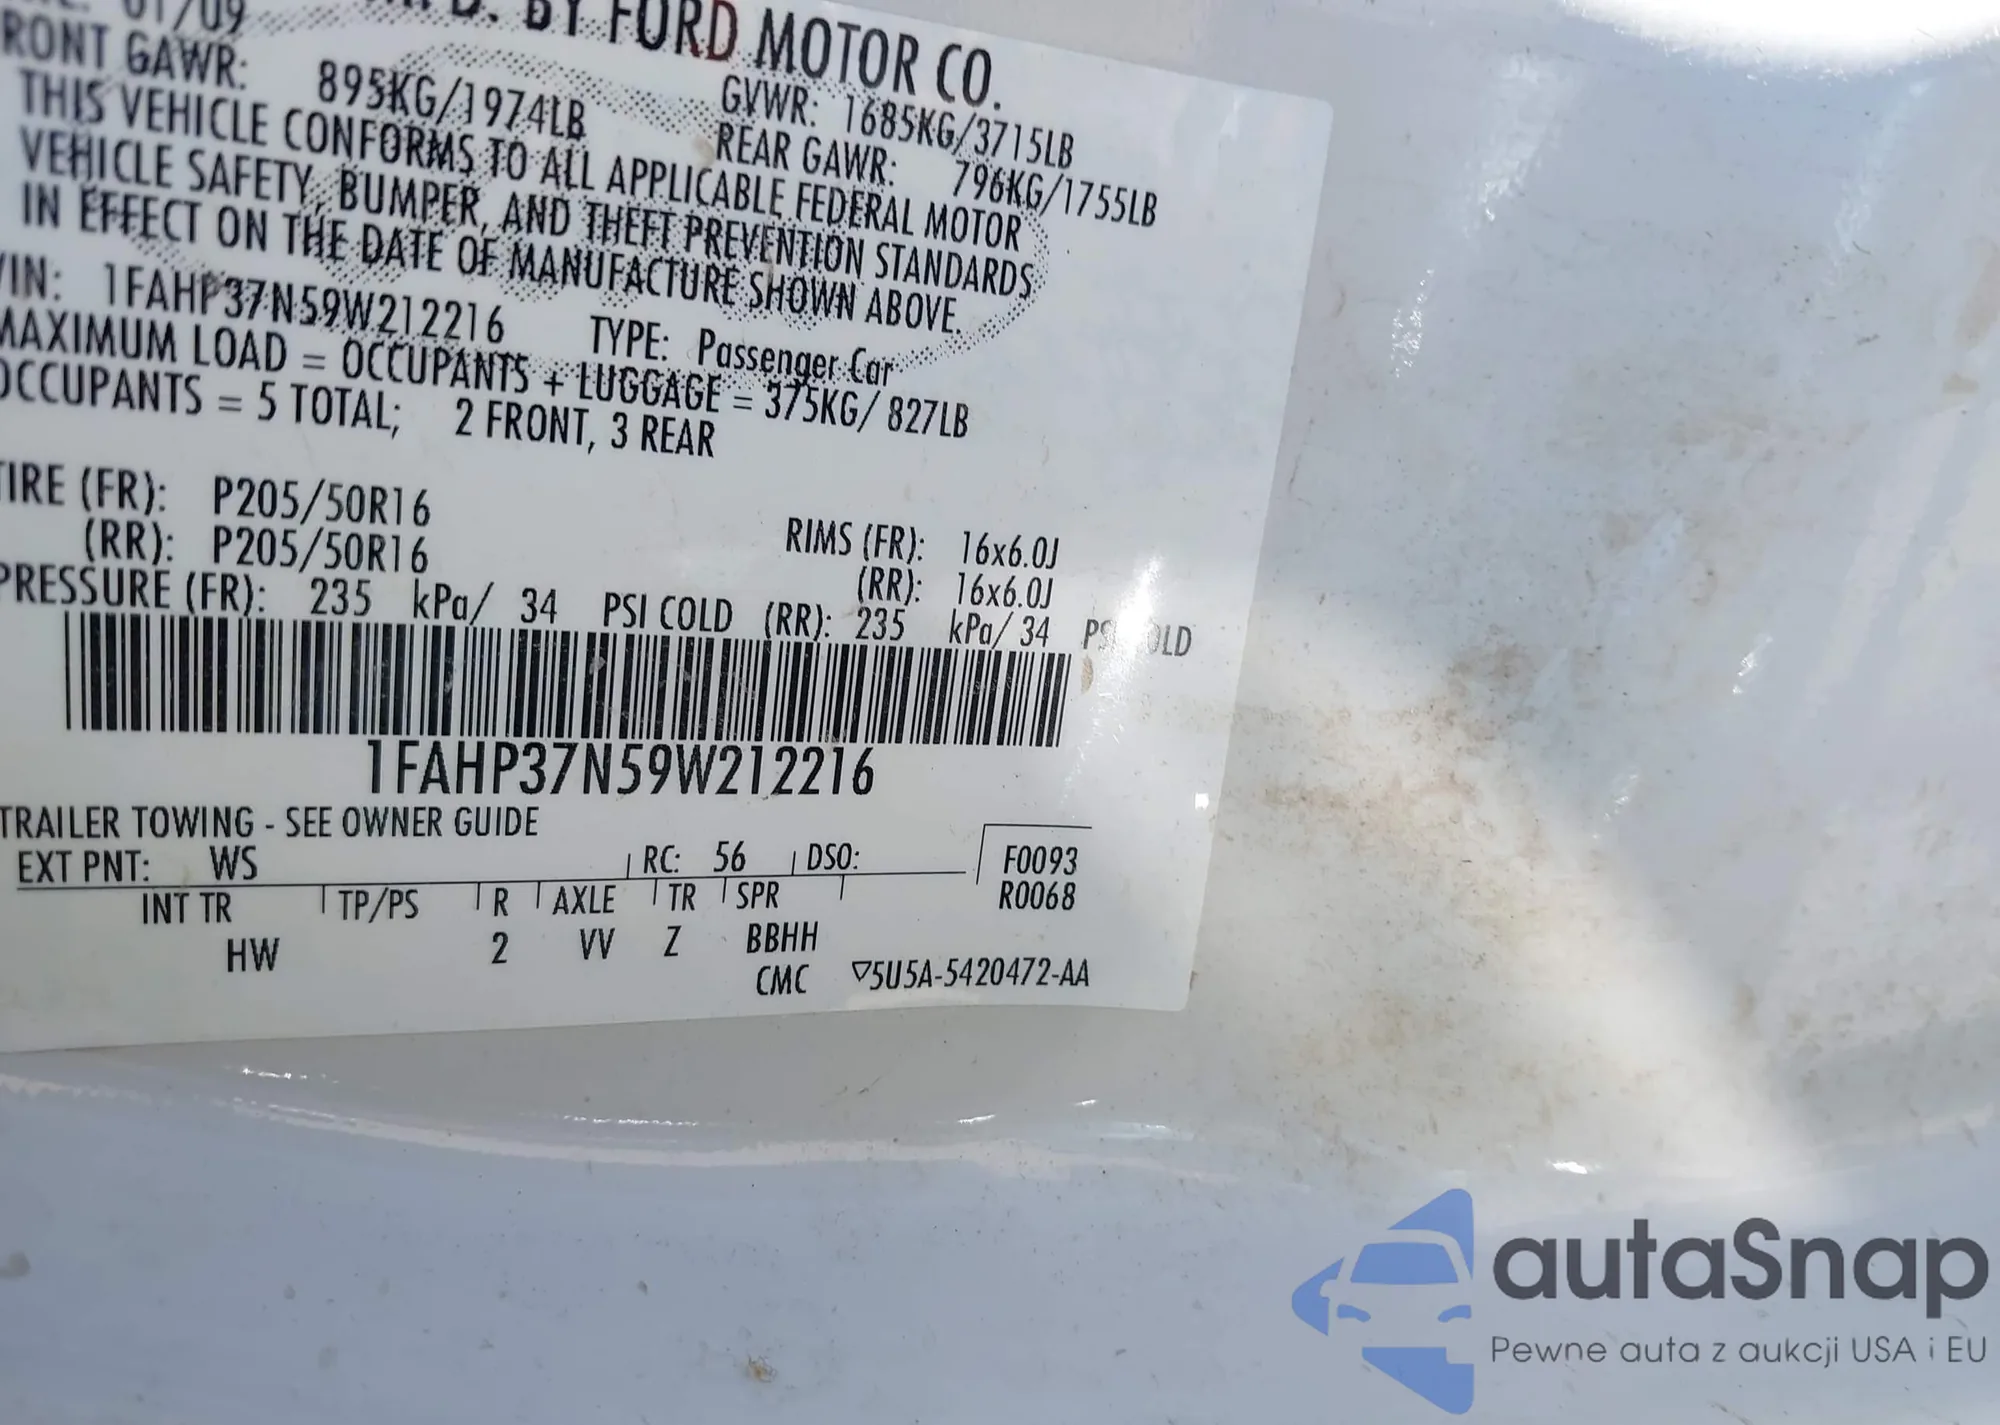 01/09
BY FORD MOTOR CO.
FRONT GAWR: 895KG/1974LB
GVWR: 1685KG/3715LB
REAR GAWR: 796KG/1755LB
THIS VEHICLE CONFORMS TO ALL APPLICABLE FEDERAL MOTOR
VEHICLE SAFETY, BUMPER, AND THEFT PREVENTION STANDARDS
IN EFFECT ON THE DATE OF MANUFACTURE SHOWN ABOVE.
VIN: 1FAHP37N59W212216 TYPE: Passenger Car
MAXIMUM LOAD = OCCUPANTS + LUGGAGE = 375KG/ 827LB
OCCUPANTS = 5 TOTAL; 2 FRONT, 3 REAR
TIRE (FR): P205/50R16 RIMS (FR): 16x6.0J
(RR): P205/50R16 (RR): 16x6.0J
PRESSURE (FR): 235 kPa/ 34 PSI COLD (RR): 235 kPa/ 34 PSI COLD
1FAHP37N59W212216
TRAILER TOWING - SEE OWNER GUIDE
EXT PNT: WS RC: 56 DSO: F0093
R0068
INT TR TP/PS R AXLE TR SPR
HW 2 VV Z BBHH
CMC ▽5U5A-5420472-AA
autaSnap
Pewne auta z aukcji USA i EU